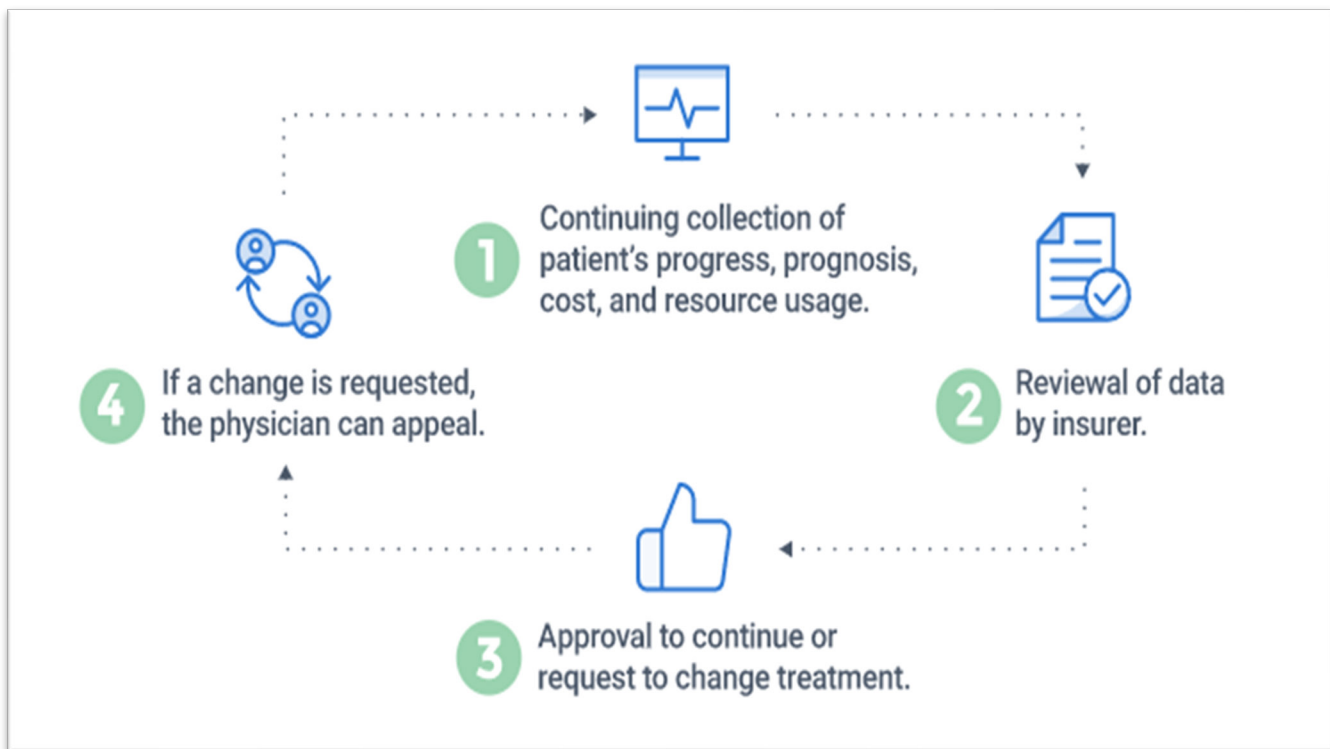 1
Continuing collection of
patient's progress, prognosis,
cost, and resource usage.
2
Reviewal of data
by insurer.
3
Approval to continue or
request to change treatment.
4
If a change is requested,
the physician can appeal.